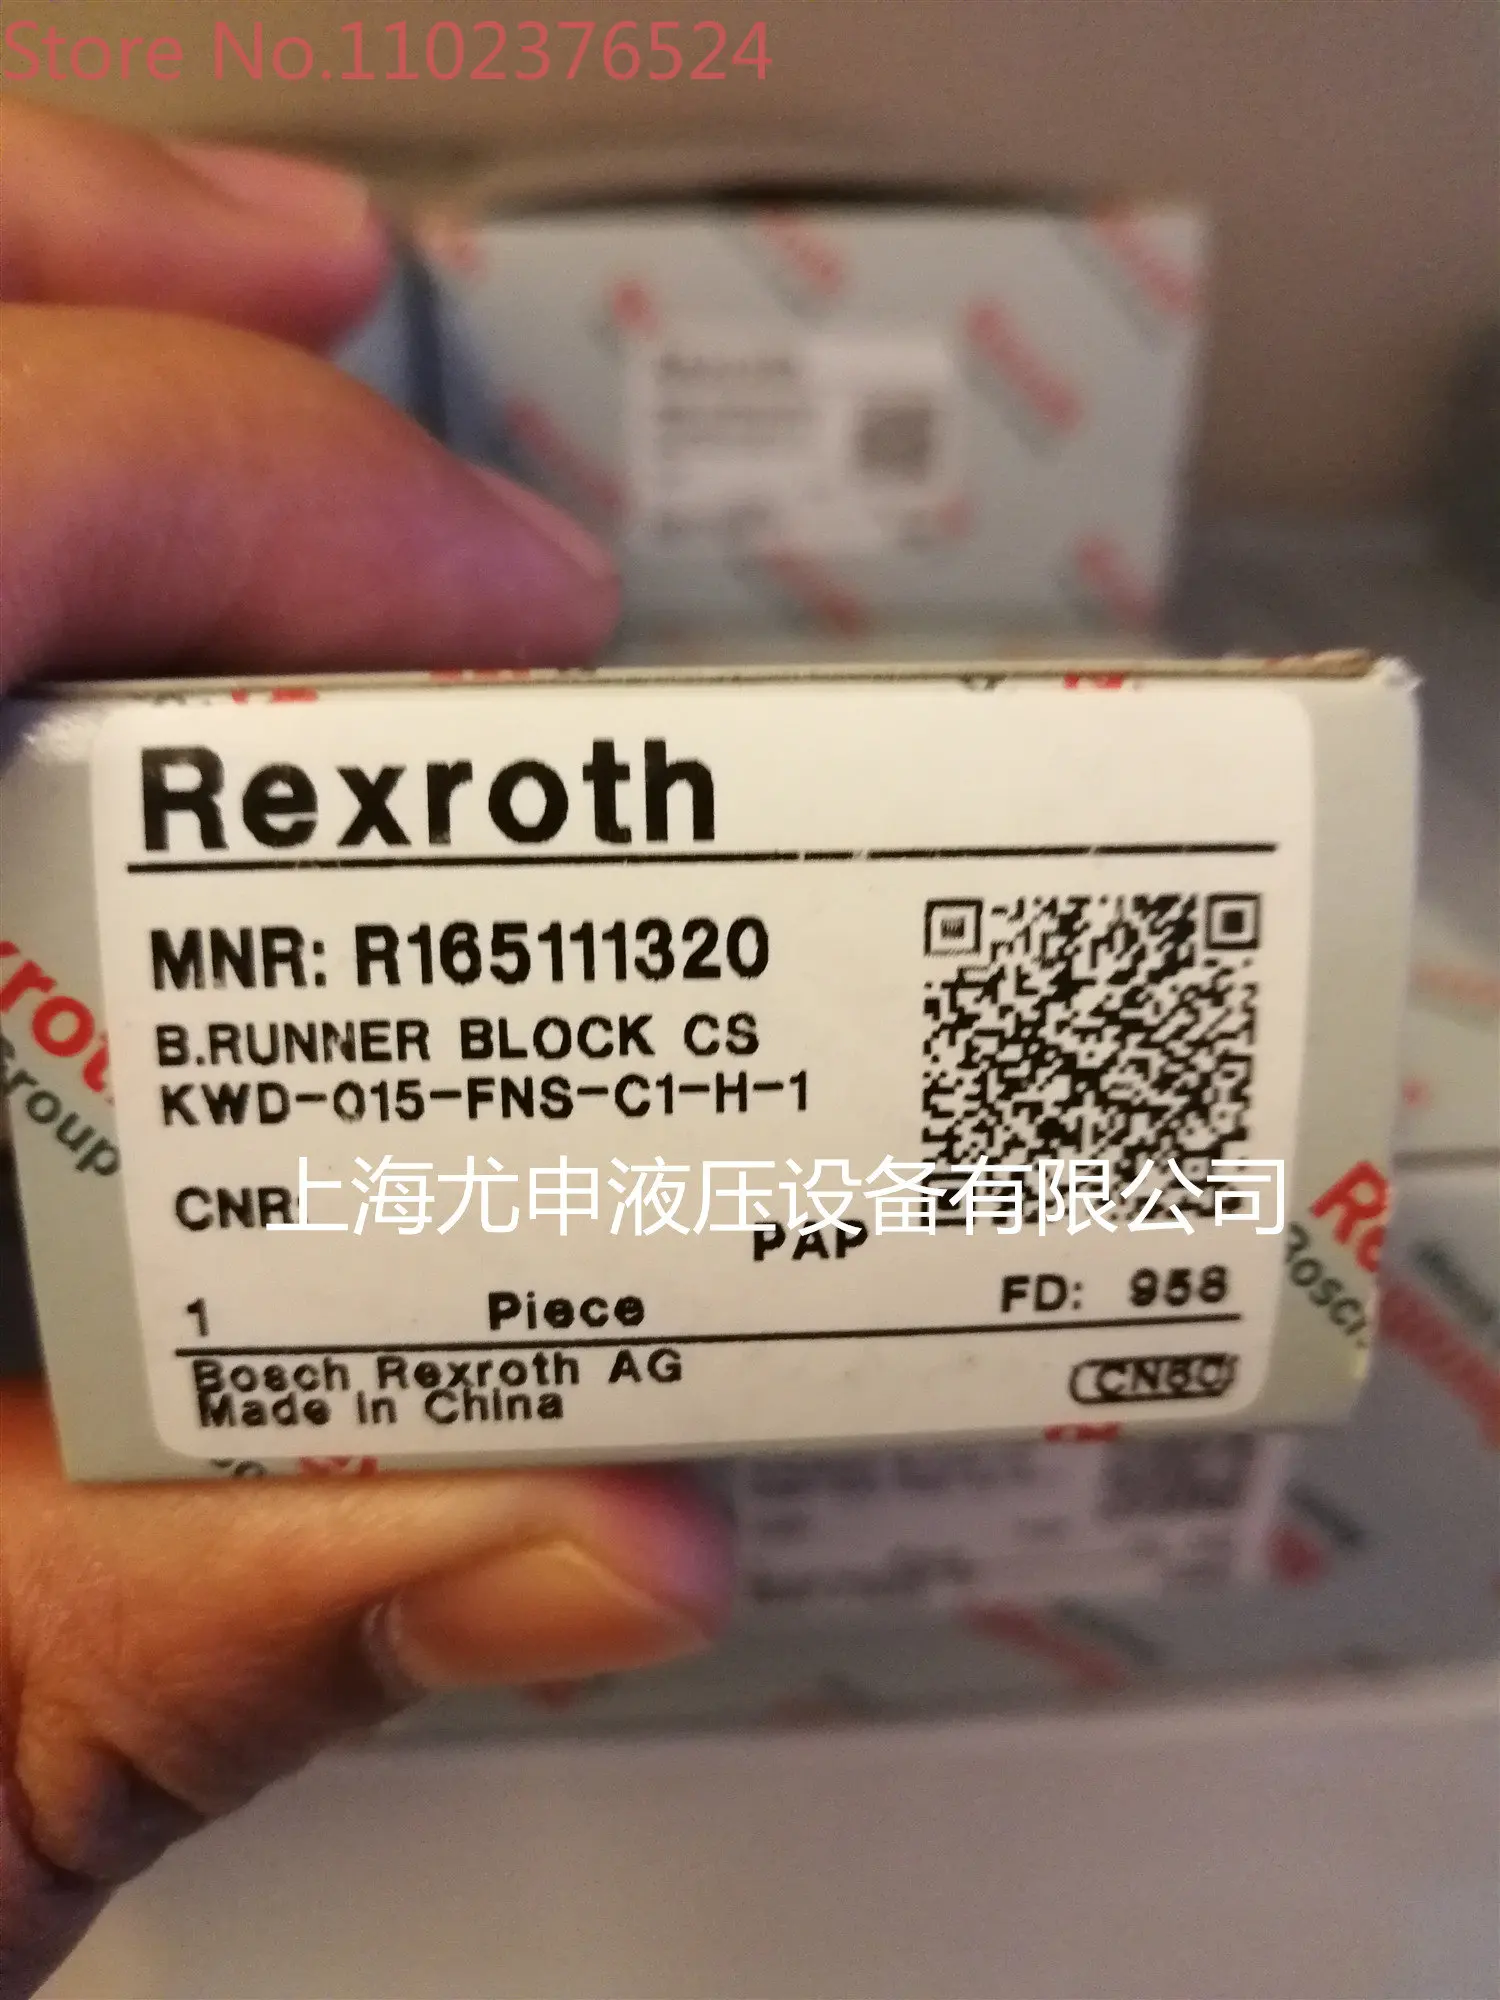 Store No.1102376524
Rexroth
MNR: R165111320
B.RUNNER BLOCK CS
KWD-015-FNS-C1-H-1
CNR:
上海尤申液压设备有限公司
PAP
1 Piece FD: 958
Bosch Rexroth AG
Made in China
CN6C